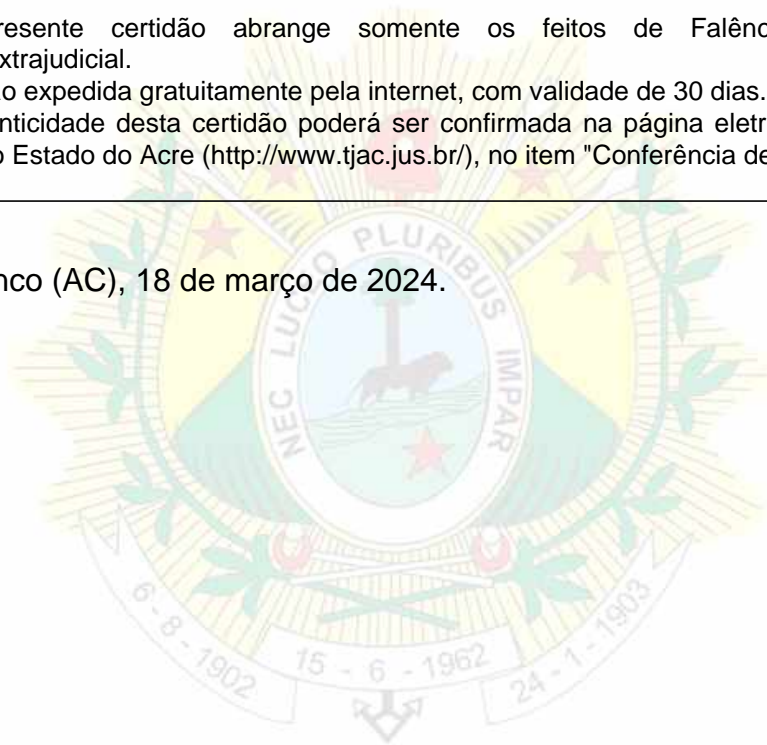 resente certidão abrange somente os feitos de Falênc
xtrajudicial.
o expedida gratuitamente pela internet, com validade de 30 dias.
nticidade desta certidão poderá ser confirmada na página eletr
o Estado do Acre (http://www.tjac.jus.br/), no item "Conferência de
nco (AC), 18 de março de 2024.
NEC LUCEO PLURIBUS IMPAR
6 - 8 - 1902
15 - 6 - 1962
24 - 1 - 1903